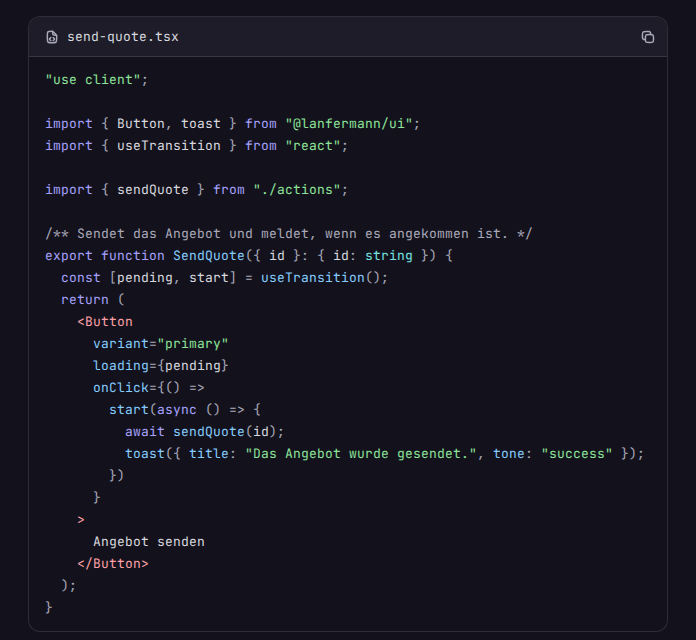 send-quote.tsx
"use client";

import { Button, toast } from "@lanfermann/ui";
import { useTransition } from "react";

import { sendQuote } from "./actions";

/** Sendet das Angebot und meldet, wenn es angekommen ist. */
export function SendQuote({ id }: { id: string }) {
  const [pending, start] = useTransition();
  return (
    <Button
      variant="primary"
      loading={pending}
      onClick={() =>
        start(async () => {
          await sendQuote(id);
          toast({ title: "Das Angebot wurde gesendet.", tone: "success" });
        })
      }
    >
      Angebot senden
    </Button>
  );
}